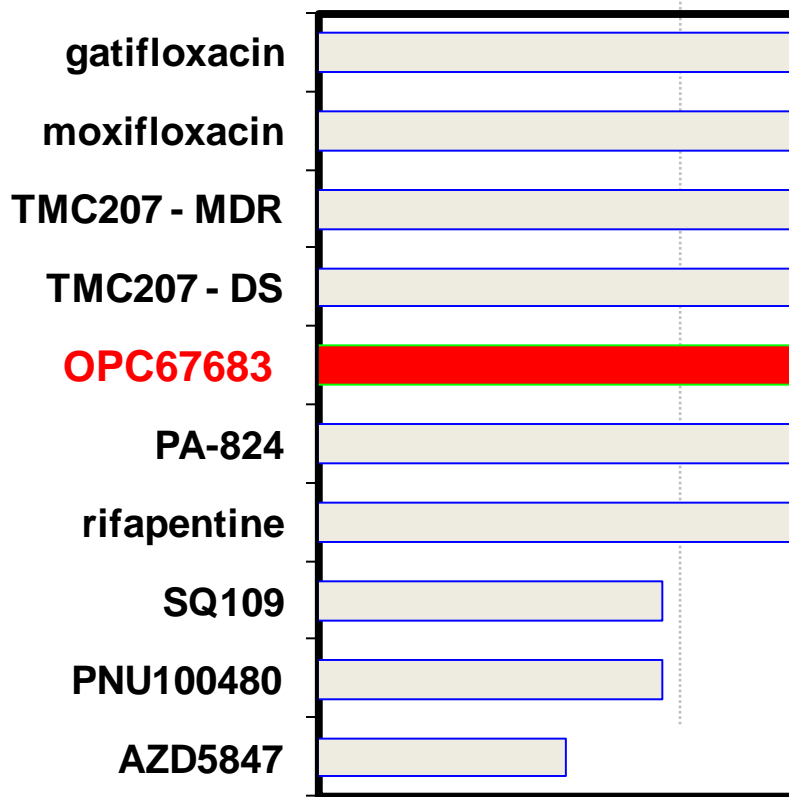 gatifloxacin
moxifloxacin
TMC207 - MDR
TMC207 - DS
OPC67683
PA-824
rifapentine
SQ109
PNU100480
AZD5847